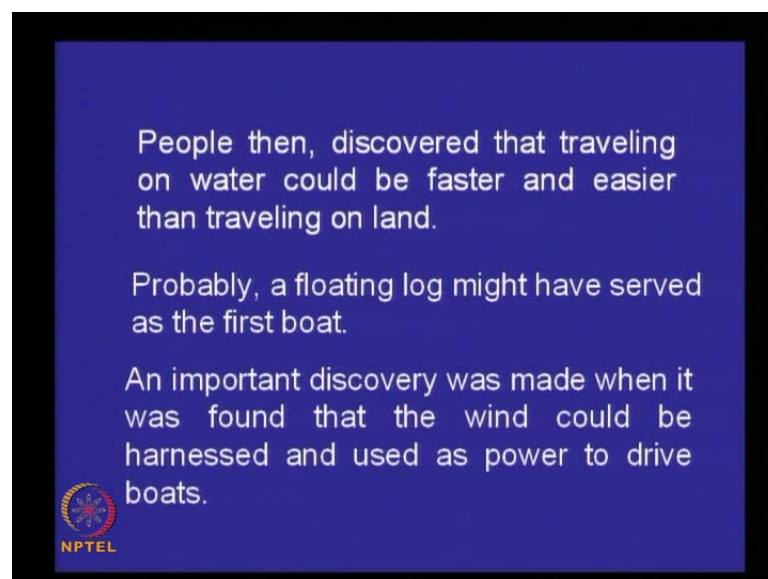 People then, discovered that traveling
on water could be faster and easier
than traveling on land.
Probably, a floating log might have served
as the first boat.
An important discovery was made when it
was found that the wind could be
harnessed and used as power to drive
boats.
NPTEL